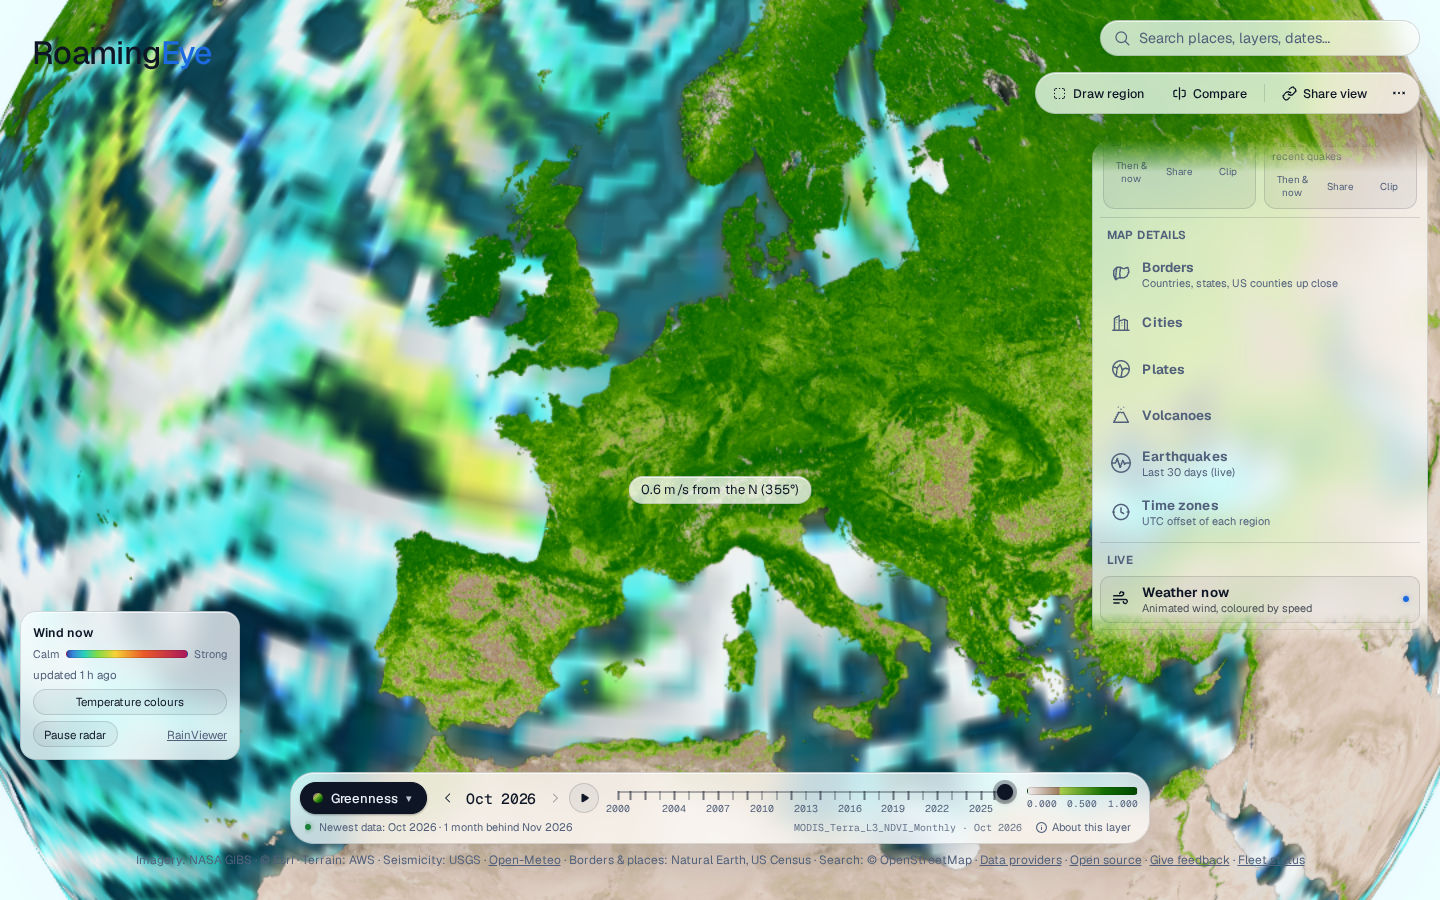 RoamingEye
Search places, layers, dates...
Draw region
Compare
Share view
recent quakes
Then & now
Share
Clip
Then & now
Share
Clip
MAP DETAILS
Borders
Countries, states, US counties up close
Cities
Plates
Volcanoes
Earthquakes
Last 30 days (live)
Time zones
UTC offset of each region
LIVE
Weather now
Animated wind, coloured by speed
0.6 m/s from the N (355°)
Wind now
Calm
Strong
updated 1 h ago
Temperature colours
Pause radar
RainViewer
Greenness
Oct 2026
2000 2004 2007 2010 2013 2016 2019 2022 2025
0.000 0.500 1.000
Newest data: Oct 2026 · 1 month behind Nov 2026
MODIS_Terra_L3_NDVI_Monthly · Oct 2026
About this layer
Imagery: NASA GIBS · © Esri · Terrain: AWS · Seismicity: USGS · Open-Meteo · Borders & places: Natural Earth, US Census · Search: © OpenStreetMap · Data providers · Open source · Give feedback · Fleet status